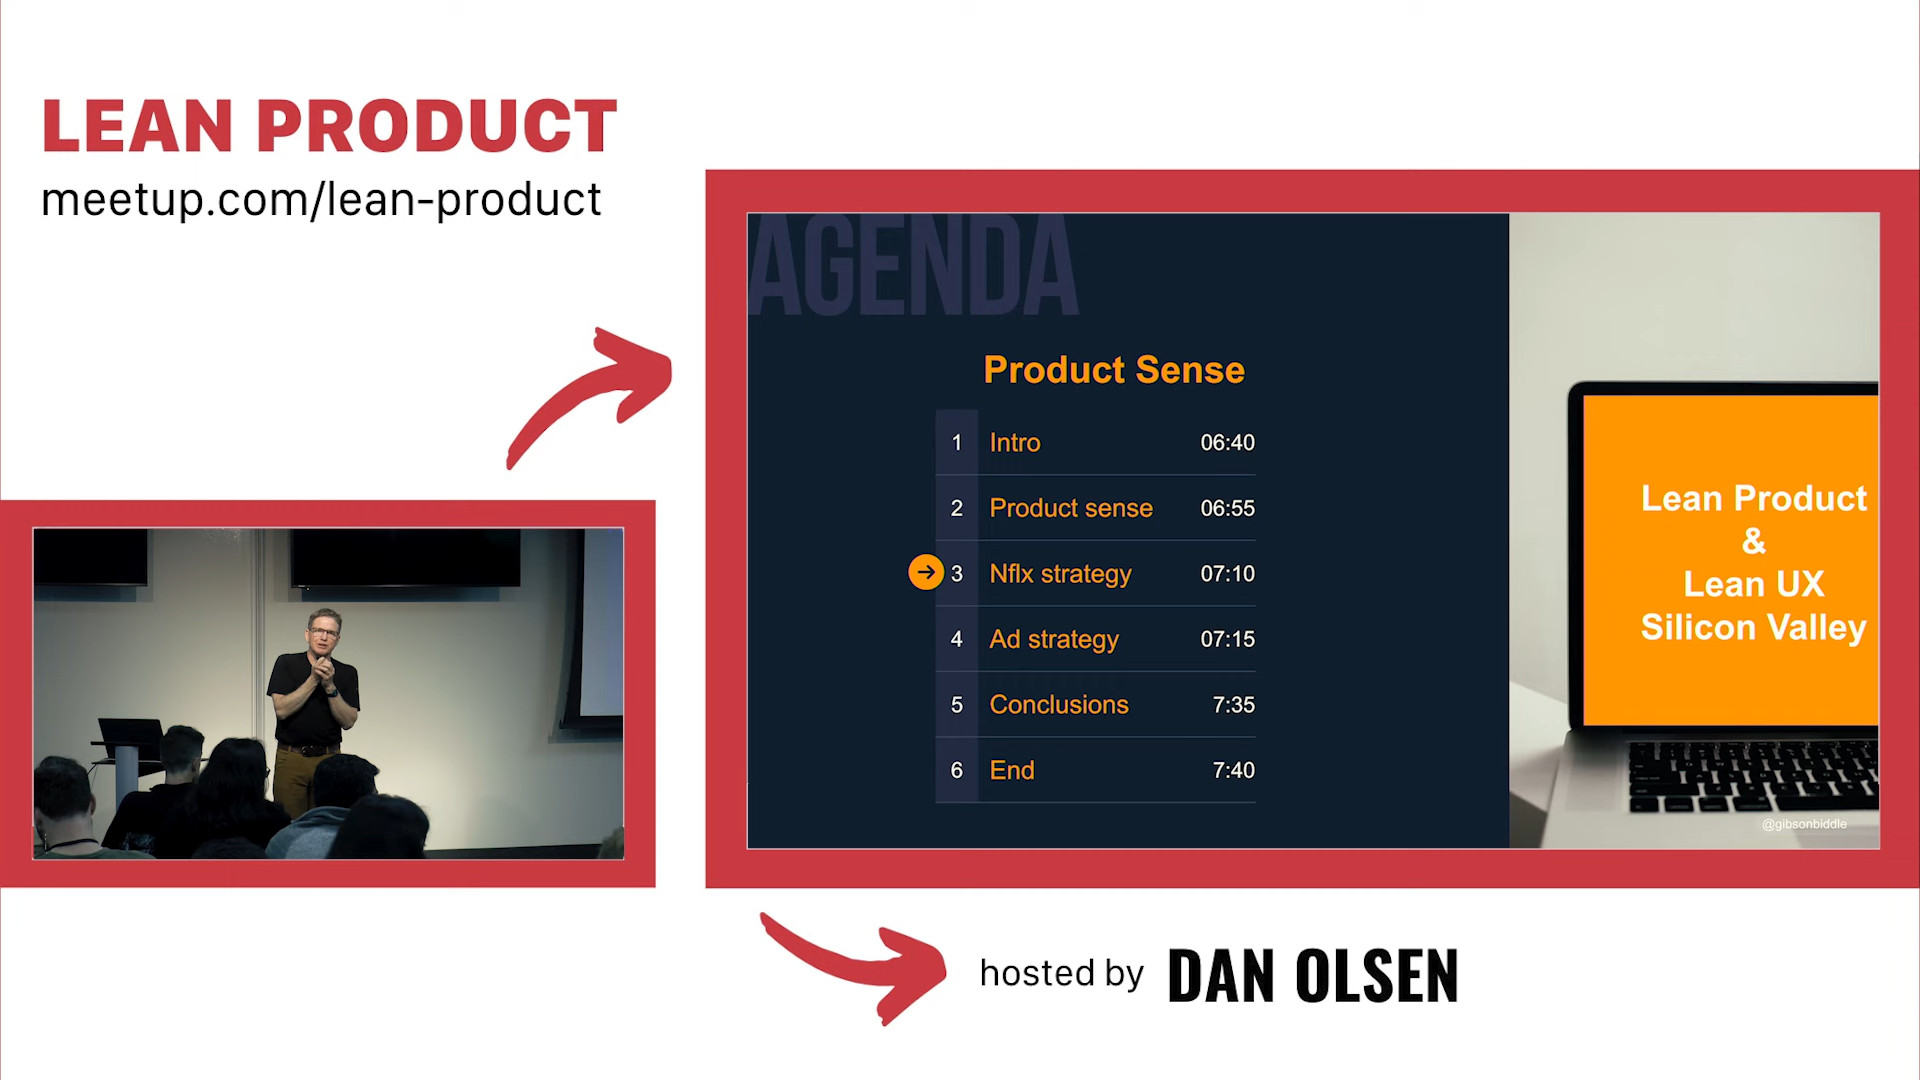 LEAN PRODUCT
meetup.com/lean-product
AGENDA
Product Sense
1 Intro 06:40
2 Product sense 06:55
3 Nflx strategy 07:10
4 Ad strategy 07:15
5 Conclusions 7:35
6 End 7:40
Lean Product
&
Lean UX
Silicon Valley
@gibsonbiddle
hosted by DAN OLSEN